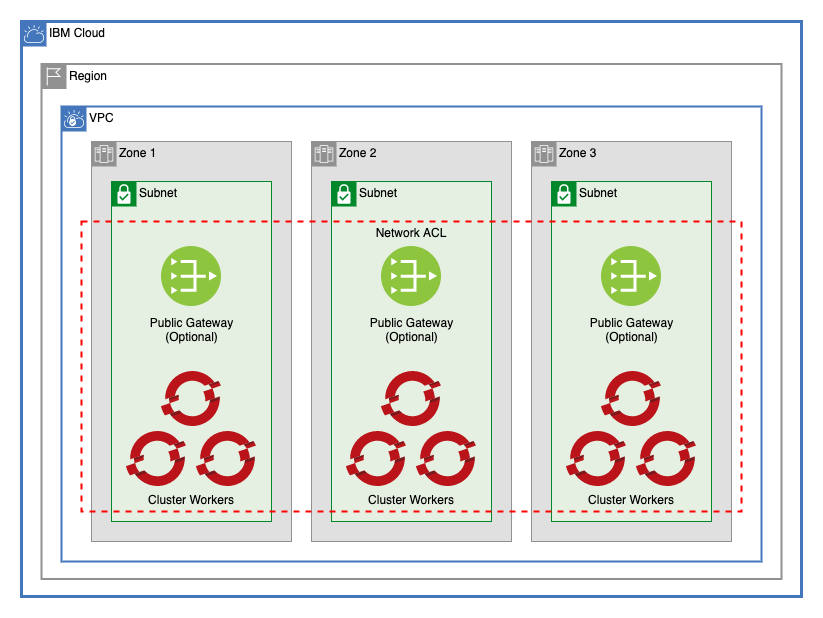 IBM Cloud
Region
VPC
Zone 1
Zone 2
Zone 3
Subnet
Subnet
Subnet
Network ACL
Public Gateway
(Optional)
Public Gateway
(Optional)
Public Gateway
(Optional)
Cluster Workers
Cluster Workers
Cluster Workers